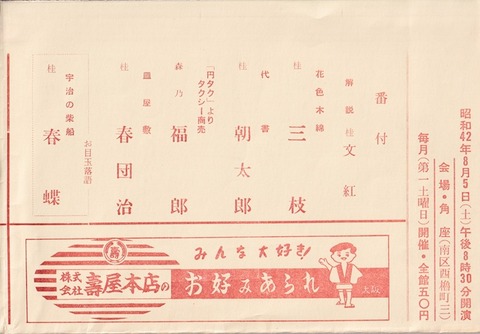 昭和42年8月5日(土)午後8時30分開演
会場・角座(南区西櫓町三)
毎月(第一土曜日)開催・全館五〇円
番付
解説 桂 文紅
花色木綿
桂 三枝
代書
桂 朝太郎
「円タク」より
タクシー商売
森乃 福郎
皿屋敷
桂 春団治
お目玉落語
宇治の柴船
桂 春蝶
みんな大好き!
株式会社 壽屋本店の
お好みあられ
大阪